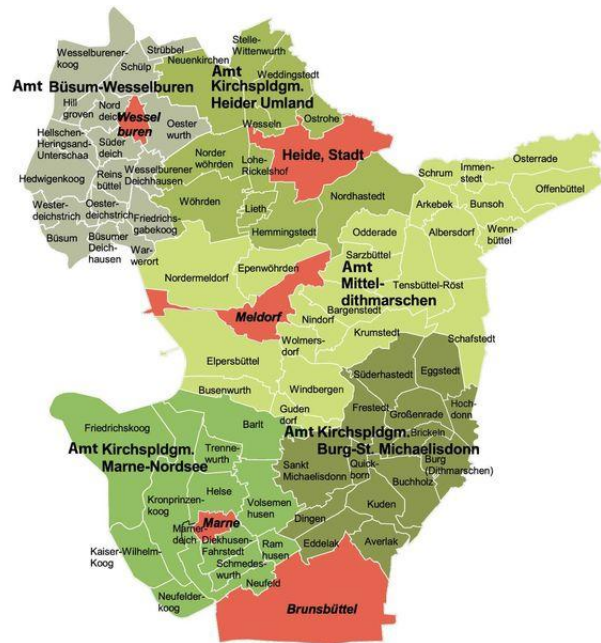 Wesselburener-
koog
Strübbel
Schülp
Neuenkirchen
Stelle-
Wittenwurth
Weddingstedt
Amt Büsum-Wesselburen
Amt
Kirchspldgm.
Heider Umland
Hill
groven
Nord
deich
Wessel
buren
Oester
wurth
Wesseln
Ostrohe
Hellschen-
Heringsand-
Unterschaa
Süder
deich
Norder
wöhrden
Lohe-
Rickelshof
Heide, Stadt
Hedwigenkoog
Reins
büttel
Wesselburener
Deichhausen
Wester-
deichstrich
Oester-
deichstrich
Friedrichs-
gabekoog
Wöhrden
Lieth
Nordhastedt
Büsum
Büsumer
Deich-
hausen
War-
werort
Hemmingstedt
Schrum
Immen-
stedt
Osterrade
Offenbüttel
Arkebek
Bunsoh
Wenn-
büttel
Albersdorf
Odderade
Sarzbüttel
Nordermeldorf
Epenwöhrden
Amt
Mittel-
dithmarschen
Tensbüttel-Röst
Meldorf
Bargenstedt
Nindorf
Krumstedt
Wolmers-
dorf
Schafstedt
Elpersbüttel
Windbergen
Süderhastedt
Eggstedt
Busenwurth
Guden
dorf
Frestedt
Großenrade
Hoch-
donn
Friedrichskoog
Barlt
Amt Kirchspldgm.
Marne-Nordsee
Amt Kirchspldgm.
Burg-St. Michaelisdonn
Brickeln
Trenne-
wurth
Sankt
Michaelisdonn
Quick-
born
Burg
(Dithmarschen)
Buchholz
Kronprinzen-
koog
Helse
Volsemen
husen
Kuden
Marne
Marner-
deich
Diekhusen-
Fahrstedt
Dingen
Kaiser-Wilhelm-
Koog
Ram
husen
Eddelak
Averlak
Schmedes-
wurth
Neufeld
Neufelder-
koog
Brunsbüttel